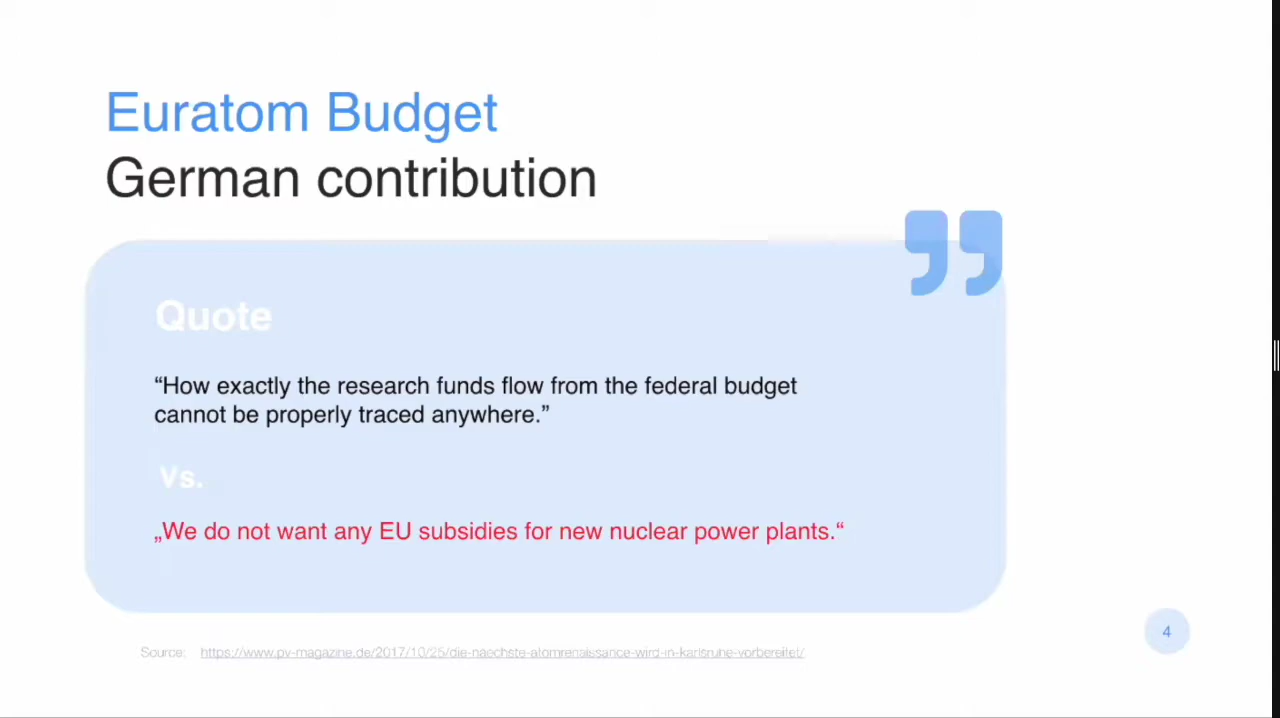 Euratom Budget
German contribution
Quote
“How exactly the research funds flow from the federal budget
cannot be properly traced anywhere.”
Vs.
„We do not want any EU subsidies for new nuclear power plants.“
4
Source: https://www.pv-magazine.de/2017/10/25/die-naechste-atomrenaissance-wird-in-karlsruhe-vorbereitet/